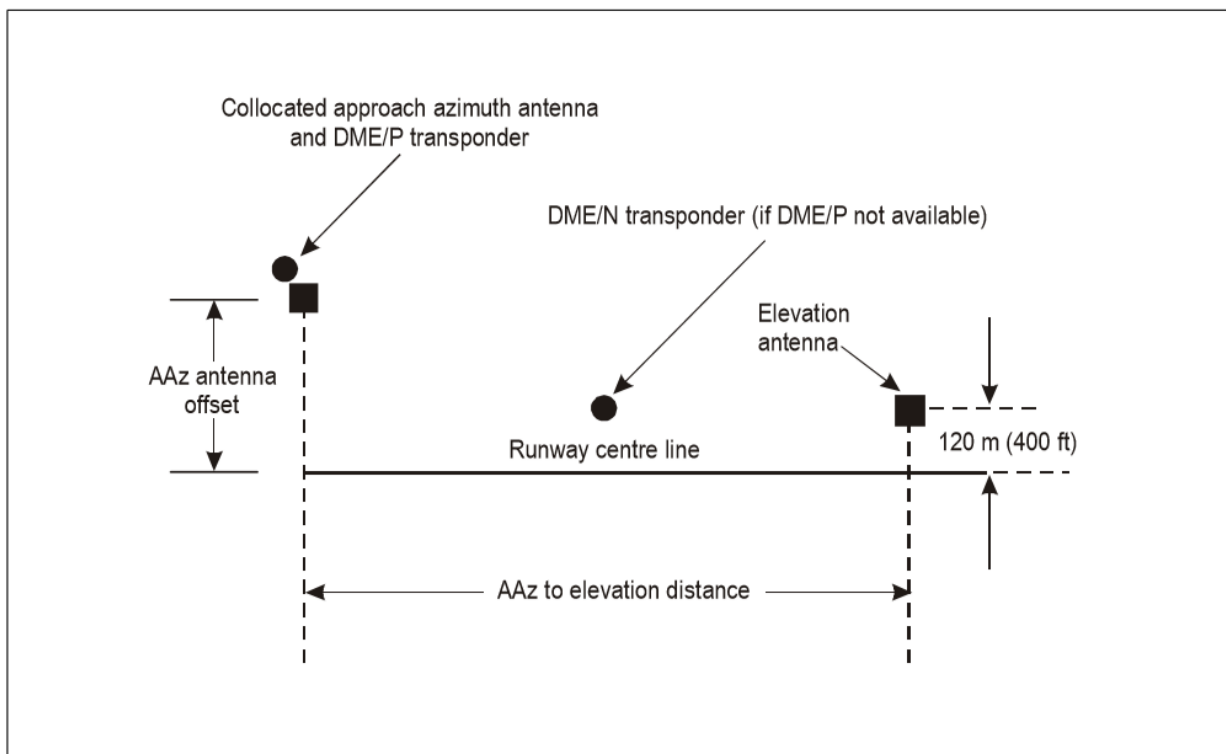 Collocated approach azimuth antenna
and DME/P transponder
DME/N transponder (if DME/P not available)
Elevation
antenna
AAz antenna
offset
120 m (400 ft)
Runway centre line
AAz to elevation distance